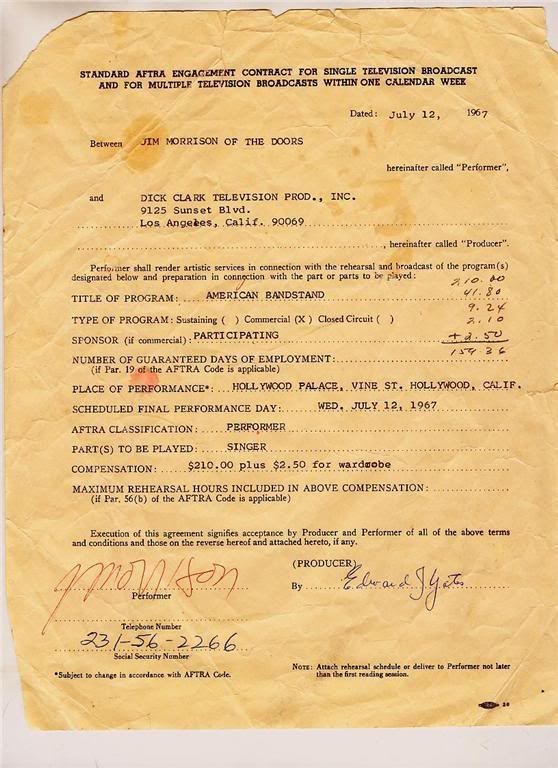 STANDARD AFTRA ENGAGEMENT CONTRACT FOR SINGLE TELEVISION BROADCAST
AND FOR MULTIPLE TELEVISION BROADCASTS WITHIN ONE CALENDAR WEEK
Dated: July 12, 1967
Between JIM MORRISON OF THE DOORS
hereinafter called "Performer",
and DICK CLARK TELEVISION PROD., INC.
9125 Sunset Blvd.
Los Angeles, Calif. 90069
, hereinafter called "Producer".
Performer shall render artistic services in connection with the rehearsal and broadcast of the program(s)
designated below and preparation in connection with the part or parts to be played:
210.00
TITLE OF PROGRAM: AMERICAN BANDSTAND 41.80
9.24
TYPE OF PROGRAM: Sustaining ( ) Commercial (X) Closed Circuit ( ) 2.10
SPONSOR (if commercial): PARTICIPATING +2.50
159.36
NUMBER OF GUARANTEED DAYS OF EMPLOYMENT:
(if Par. 19 of the AFTRA Code is applicable)
PLACE OF PERFORMANCE*: HOLLYWOOD PALACE, VINE ST. HOLLYWOOD, CALIF.
SCHEDULED FINAL PERFORMANCE DAY: WED. JULY 12, 1967
AFTRA CLASSIFICATION: PERFORMER
PART(S) TO BE PLAYED: SINGER
COMPENSATION: $210.00 plus $2.50 for wardrobe
MAXIMUM REHEARSAL HOURS INCLUDED IN ABOVE COMPENSATION:
(if Par. 56(b) of the AFTRA Code is applicable)
Execution of this agreement signifies acceptance by Producer and Performer of all of the above terms
and conditions and those on the reverse hereof and attached hereto, if any.
(PRODUCER)
JMorrison By Edward J Yates
Performer
Telephone Number
231-56-2266
Social Security Number
*Subject to change in accordance with AFTRA Code.
NOTE: Attach rehearsal schedule or deliver to Performer not later
than the first reading session.
20